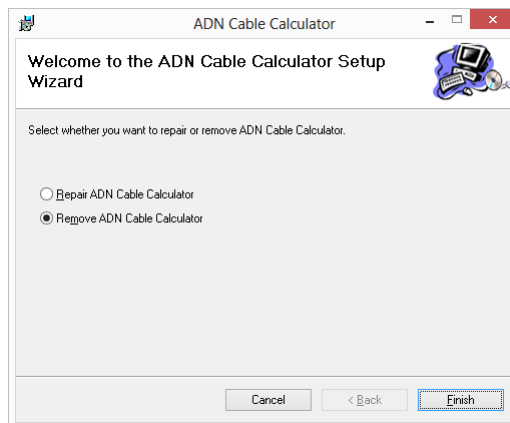 ADN Cable Calculator
Welcome to the ADN Cable Calculator Setup
Wizard
Select whether you want to repair or remove ADN Cable Calculator.
Repair ADN Cable Calculator
Remove ADN Cable Calculator
Cancel
< Back
Finish